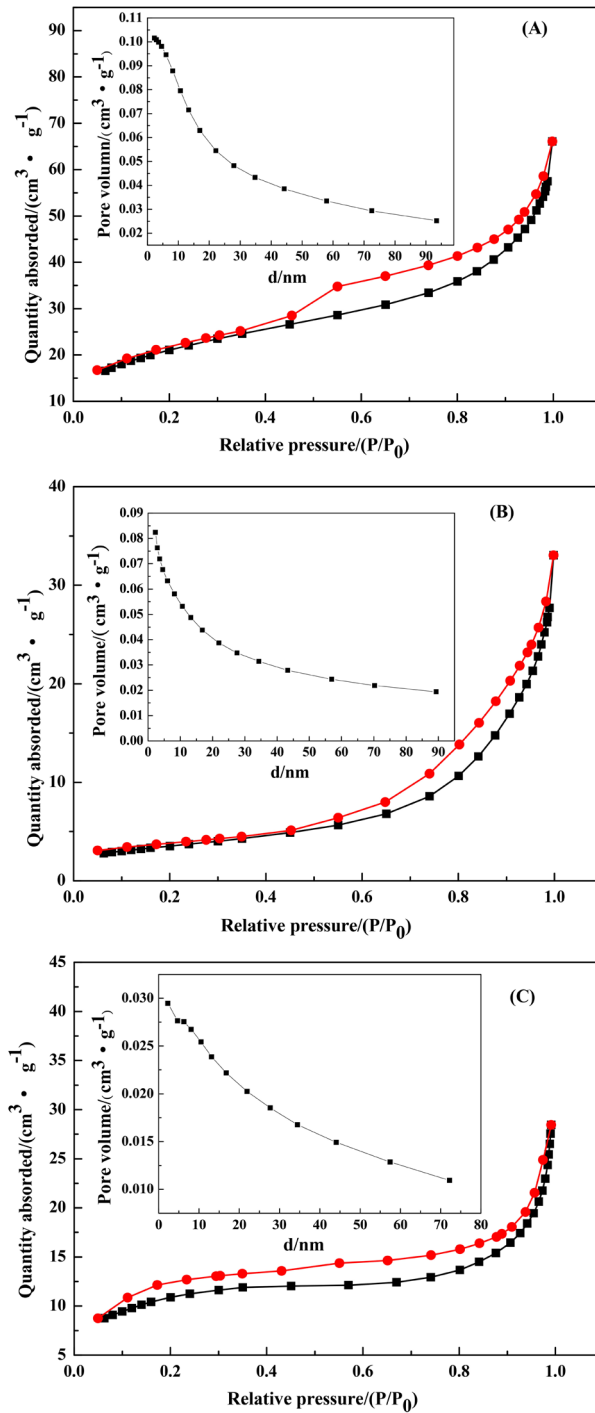 (A)
Quantity absorded/(cm³ • g⁻¹)
90
80
70
60
50
40
30
20
10
0.0 0.2 0.4 0.6 0.8 1.0
Relative pressure/(P/P₀)
Pore volumn/(cm³ • g⁻¹)
0.10
0.09
0.08
0.07
0.06
0.05
0.04
0.03
0.02
0 10 20 30 40 50 60 70 80 90
d/nm
(B)
Quantity absorded/(cm³ • g⁻¹)
40
30
20
10
0
0.0 0.2 0.4 0.6 0.8 1.0
Relative pressure/(P/P₀)
Pore volume/( cm³ • g⁻¹)
0.09
0.08
0.07
0.06
0.05
0.04
0.03
0.02
0.01
0.00
0 10 20 30 40 50 60 70 80 90
d/nm
(C)
Quantity absorded/(cm³ • g⁻¹)
45
40
35
30
25
20
15
10
5
0.0 0.2 0.4 0.6 0.8 1.0
Relative pressure/(P/P₀)
Pore volume/(cm³ • g⁻¹)
0.030
0.025
0.020
0.015
0.010
0 10 20 30 40 50 60 70 80
d/nm